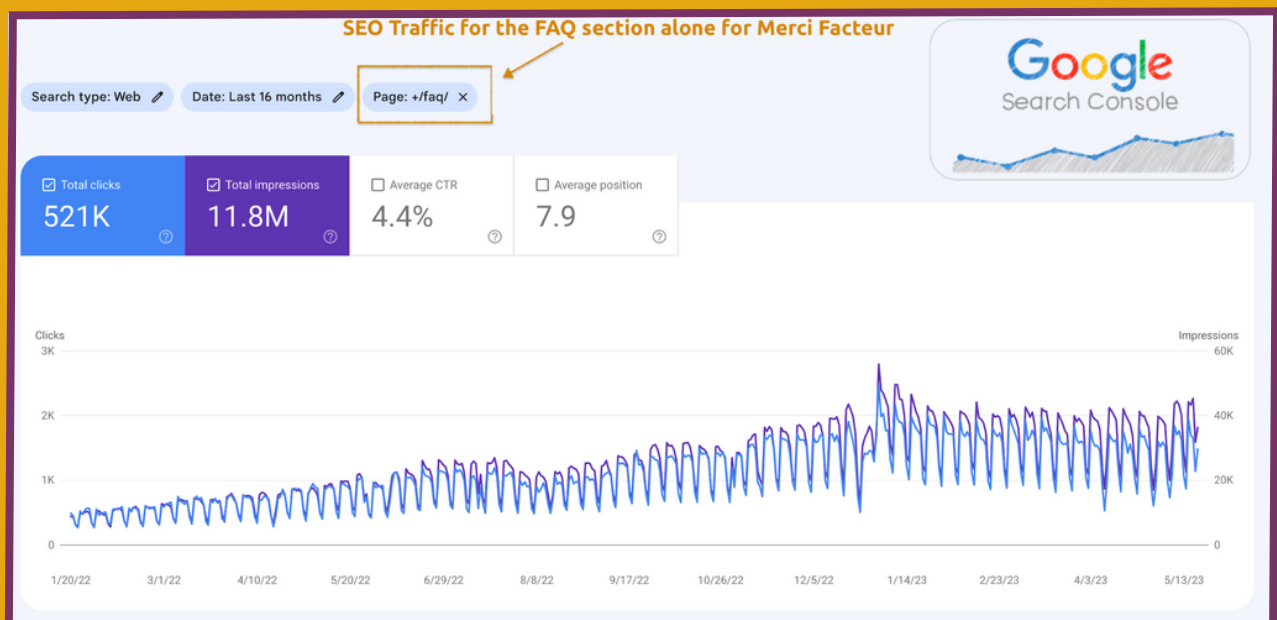 SEO Traffic for the FAQ section alone for Merci Facteur
Google
Search Console
Search type: Web Date: Last 16 months Page: +/faq/ ×
Total clicks Total impressions Average CTR Average position
521K 11.8M 4.4% 7.9
Clicks Impressions
3K 60K
2K 40K
1K 20K
0 0
1/20/22 3/1/22 4/10/22 5/20/22 6/29/22 8/8/22 9/17/22 10/26/22 12/5/22 1/14/23 2/23/23 4/3/23 5/13/23